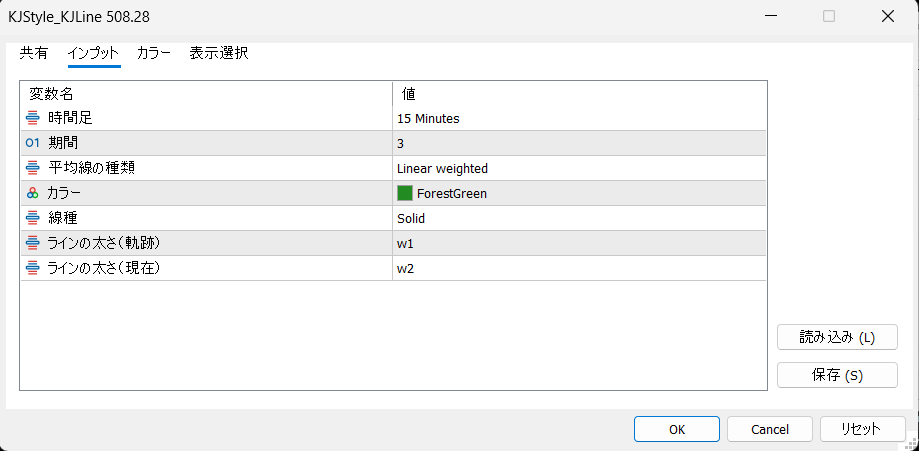 KJStyle_KJLine 508.28
共有 インプット カラー 表示選択
変数名 値
時間足 15 Minutes
01 期間 3
平均線の種類 Linear weighted
カラー ForestGreen
線種 Solid
ラインの太さ(軌跡) w1
ラインの太さ(現在) w2
読み込み (L)
保存 (S)
OK Cancel リセット